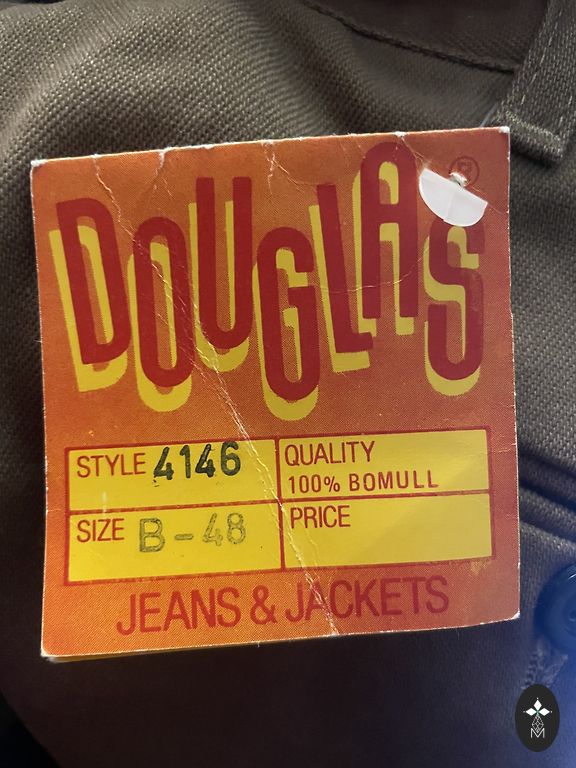 DOUGLAS ®
STYLE 4146
QUALITY
100% BOMULL
SIZE B-48
PRICE
JEANS & JACKETS
M